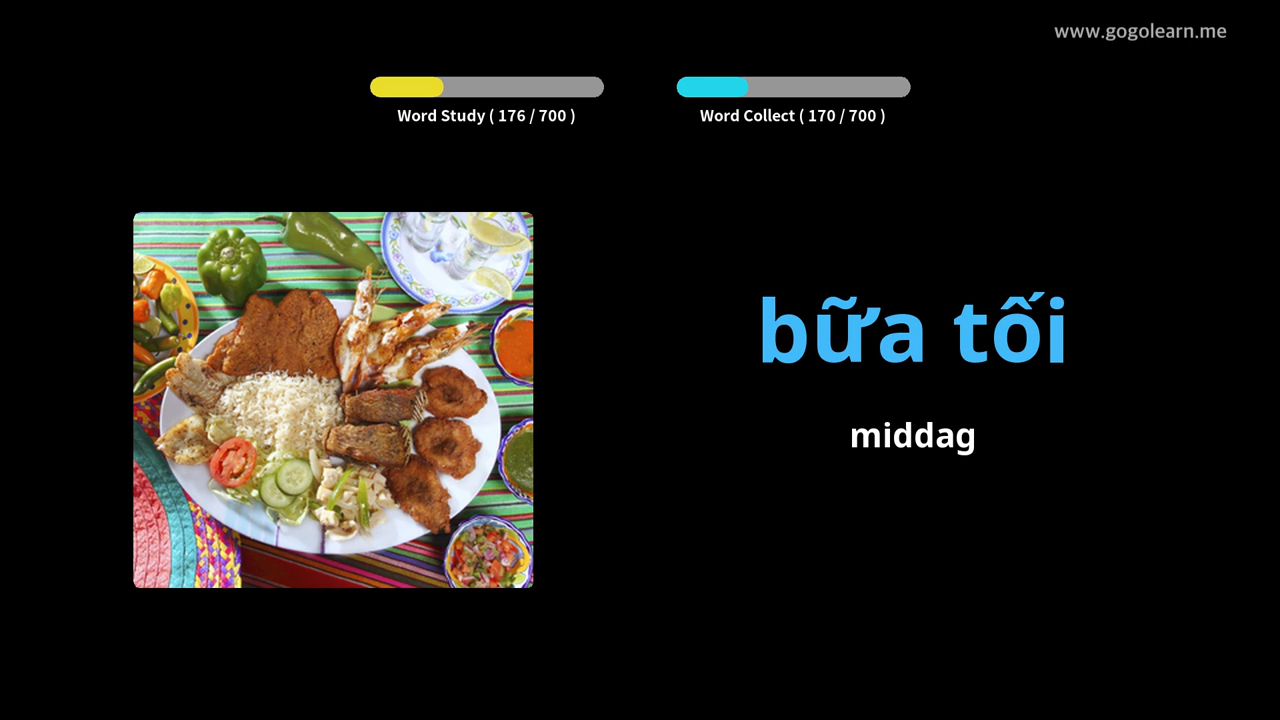 www.gogolearn.me
Word Study ( 176 / 700 )
Word Collect ( 170 / 700 )
bữa tối
middag